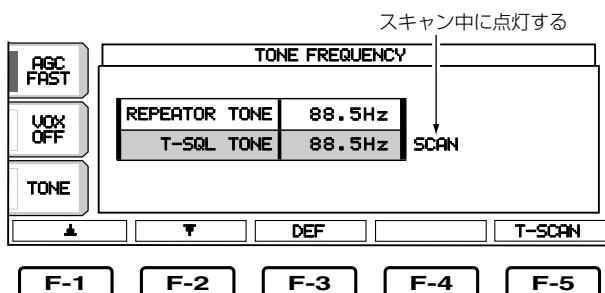 スキャン中に点灯する
TONE FREQUENCY
AGC
FAST
REPEATOR TONE 88.5Hz
VOX
OFF
T-SQL TONE 88.5Hz SCAN
TONE
▲ ▼ DEF T-SCAN
F-1 F-2 F-3 F-4 F-5